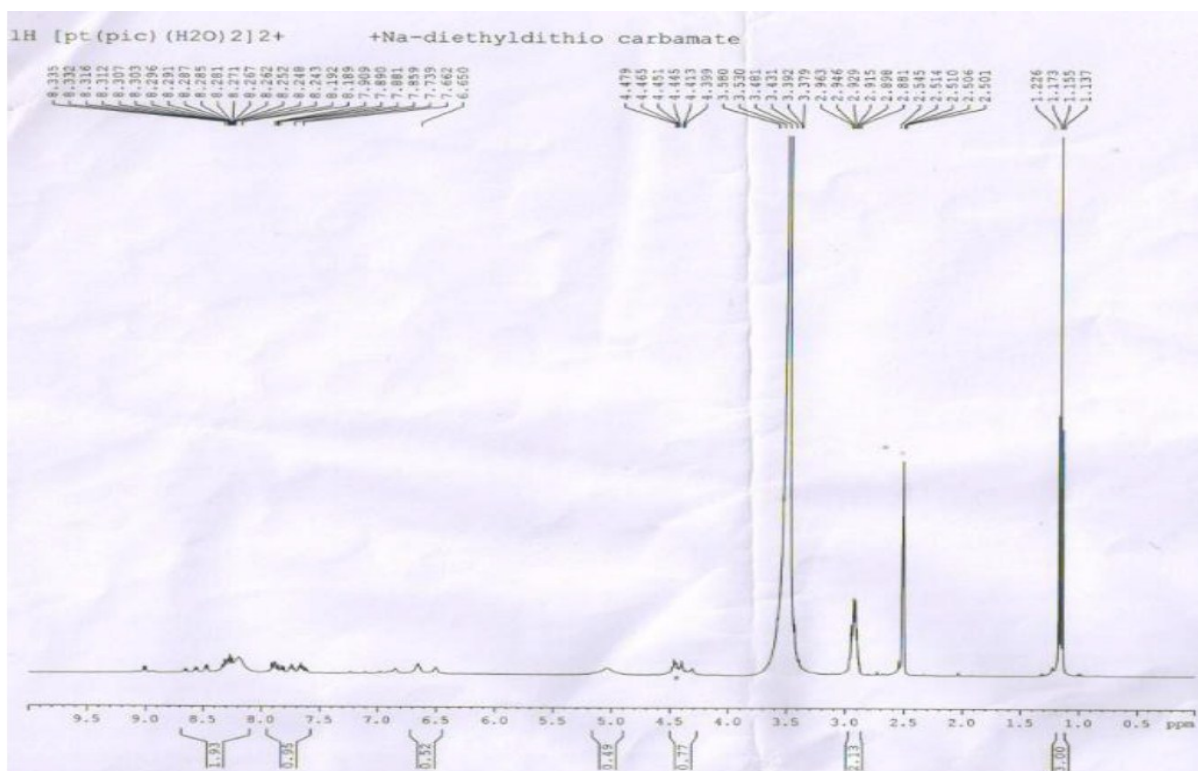 1H [pt(pic)(H2O)2]2+ +Na-diethyldithio carbamate
8.335 8.332 8.316 8.312 8.307 8.303 8.296 8.291 8.287 8.285 8.281 8.271 8.267 8.262 8.252 8.248 8.243 8.192 5.189 7.909 7.890 7.881 7.859 7.739 7.662 6.650
4.479 4.465 4.451 4.445 4.413 4.399 3.580 3.530 3.481 3.431 3.392 3.379 2.963 2.946 2.929 2.915 2.898 2.881 2.545 2.514 2.510 2.506 2.501
1.226 1.173 1.155 1.137
9.5 9.0 8.5 8.0 7.5 7.0 6.5 6.0 5.5 5.0 4.5 4.0 3.5 3.0 2.5 2.0 1.5 1.0 0.5 ppm
1.93 0.95 0.52 0.49 0.77 2.13 3.00